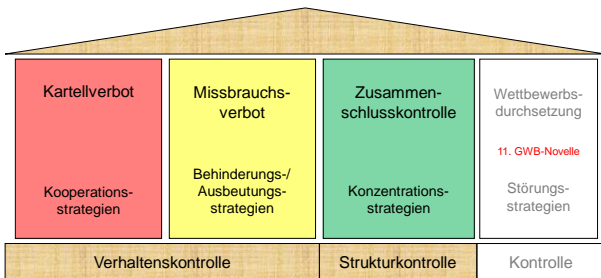 Kartellverbot
Kooperations-
strategien
Missbrauchs-
verbot
Behinderungs-/
Ausbeutungs-
strategien
Zusammen-
schlusskontrolle
Konzentrations-
strategien
Wettbewerbs-
durchsetzung
11. GWB-Novelle
Störungs-
strategien
Verhaltenskontrolle
Strukturkontrolle
Kontrolle